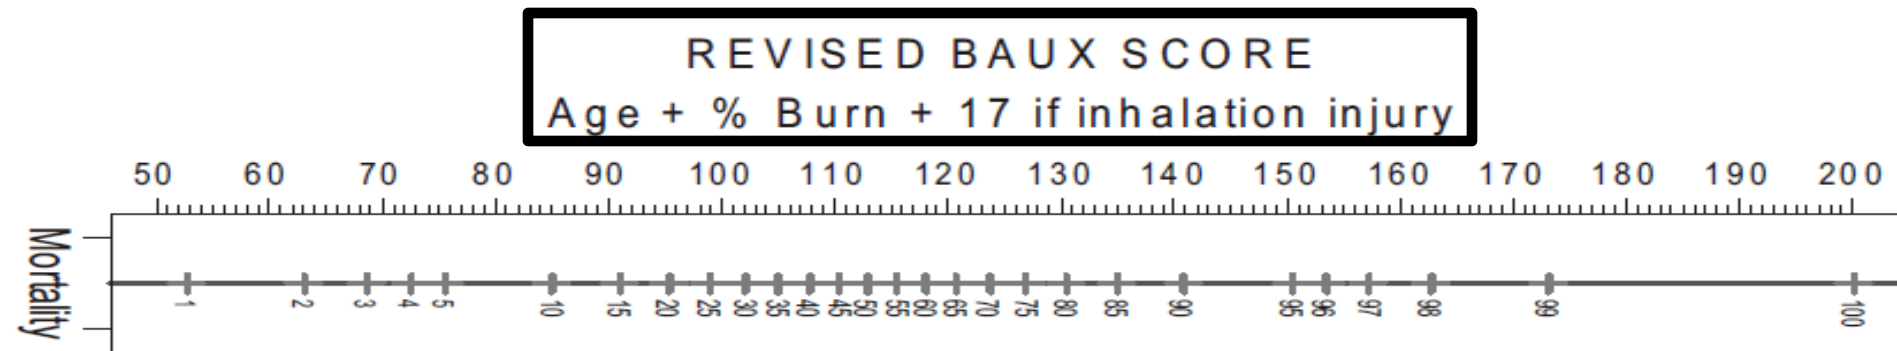 REVISED BAUX SCORE
Age + % Burn + 17 if inhalation injury
50 60 70 80 90 100 110 120 130 140 150 160 170 180 190 200
Mortality
1 2 3 4 5 10 15 20 25 30 35 40 45 50 55 60 65 70 75 80 85 90 95 96 97 98 99 100